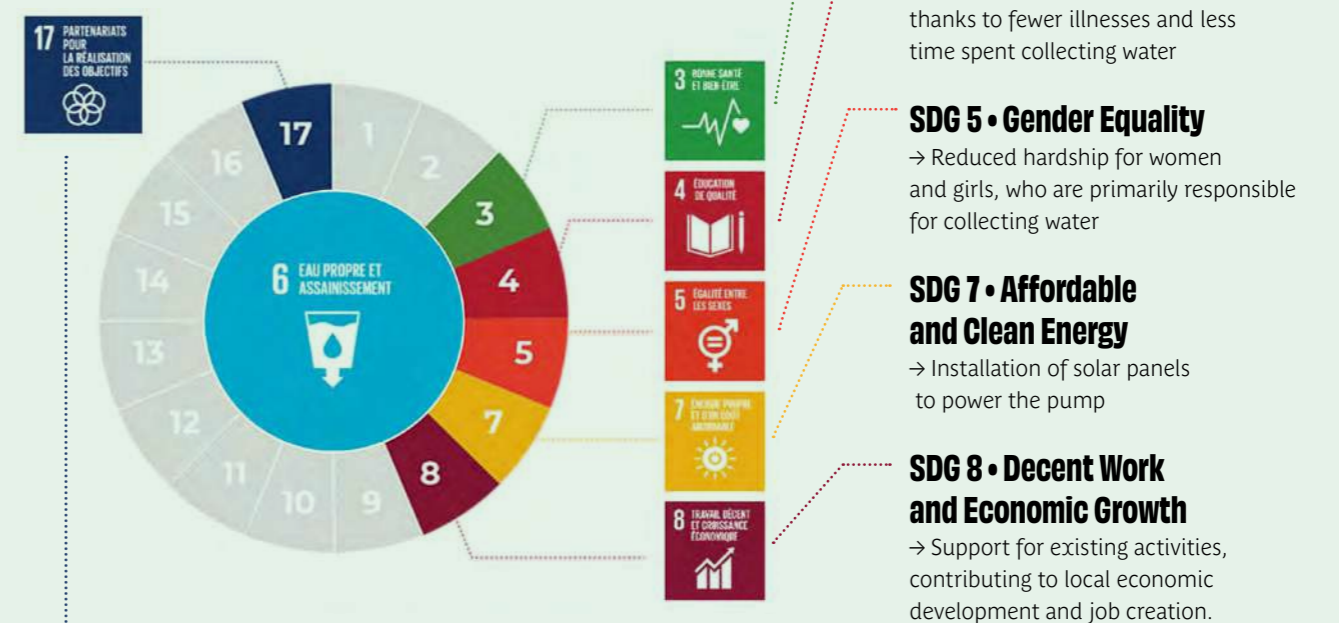 17 PARTENARIATS
POUR
LA RÉALISATION
DES OBJECTIFS
17
1
2
3
4
5
7
8
9
10
11
12
13
14
15
16
6 EAU PROPRE ET
ASSAINISSEMENT
3 BONNE SANTÉ
ET BIEN-ÊTRE
4 ÉDUCATION
DE QUALITÉ
5 ÉGALITÉ ENTRE
LES SEXES
7 ÉNERGIE PROPRE
ET D'UN COÛT
ABORDABLE
8 TRAVAIL DÉCENT
ET CROISSANCE
ÉCONOMIQUE
thanks to fewer illnesses and less
time spent collecting water
SDG 5 • Gender Equality
→ Reduced hardship for women
and girls, who are primarily responsible
for collecting water
SDG 7 • Affordable
and Clean Energy
→ Installation of solar panels
to power the pump
SDG 8 • Decent Work
and Economic Growth
→ Support for existing activities,
contributing to local economic
development and job creation.